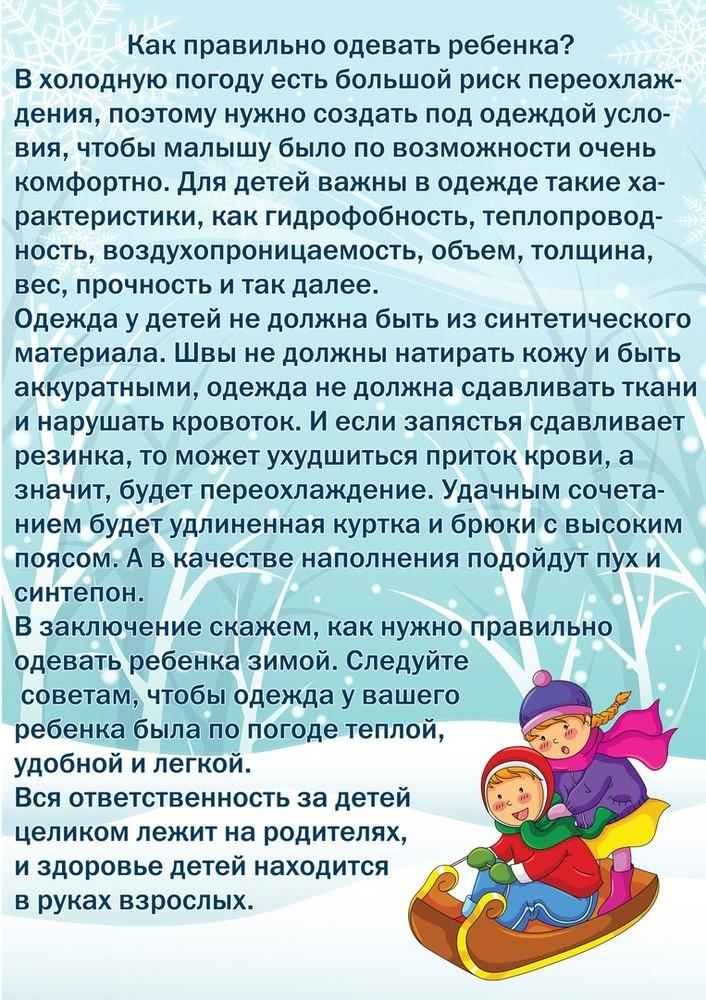 Как правильно одевать ребенка?
В холодную погоду есть большой риск переохлаж-
дения, поэтому нужно создать под одеждой усло-
вия, чтобы малышу было по возможности очень
комфортно. Для детей важны в одежде такие ха-
рактеристики, как гидрофобность, теплопровод-
ность, воздухопроницаемость, объем, толщина,
вес, прочность и так далее.
Одежда у детей не должна быть из синтетического
материала. Швы не должны натирать кожу и быть
аккуратными, одежда не должна сдавливать ткани
и нарушать кровоток. И если запястья сдавливает
резинка, то может ухудшиться приток крови, а
значит, будет переохлаждение. Удачным сочета-
нием будет удлиненная куртка и брюки с высоким
поясом. А в качестве наполнения подойдут пух и
синтепон.
В заключение скажем, как нужно правильно
одевать ребенка зимой. Следуйте
советам, чтобы одежда у вашего
ребенка была по погоде теплой,
удобной и легкой.
Вся ответственность за детей
целиком лежит на родителях,
и здоровье детей находится
в руках взрослых.